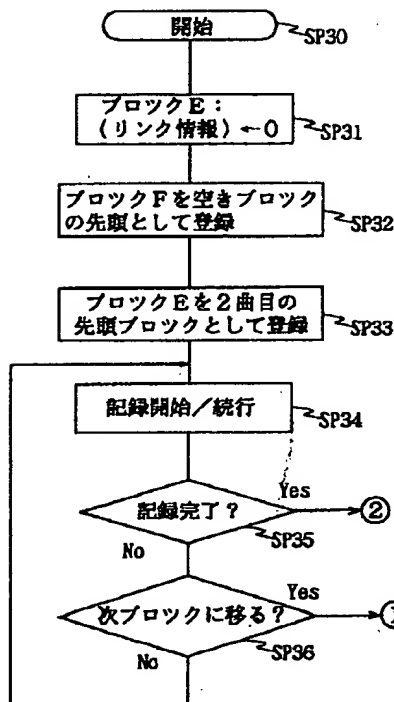 開始
SP30
ブロックE:
(リンク情報)←0
SP31
ブロックFを空きブロック
の先頭として登録
SP32
ブロックEを2曲目の
先頭ブロックとして登録
SP33
記録開始/続行
SP34
記録完了?
Yes
②
SP35
No
次ブロックに移る?
Yes
SP36
No